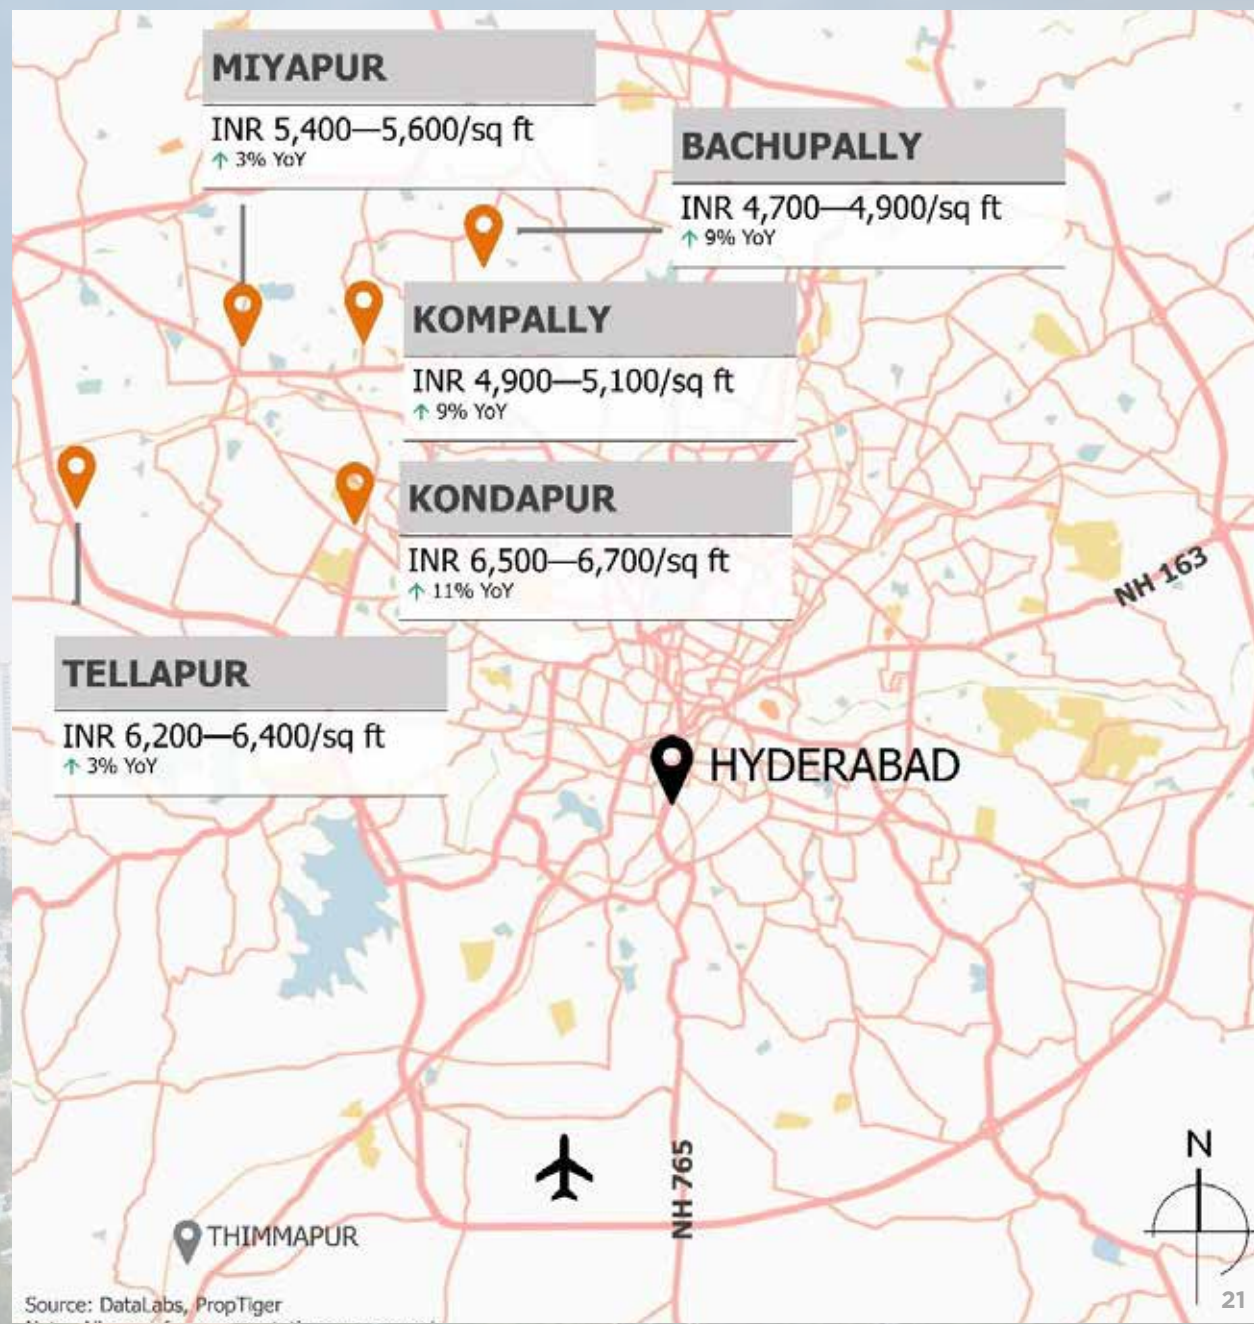 MIYAPUR
INR 5,400—5,600/sq ft
↑ 3% YoY
BACHUPALLY
INR 4,700—4,900/sq ft
↑ 9% YoY
KOMPALLY
INR 4,900—5,100/sq ft
↑ 9% YoY
KONDAPUR
INR 6,500—6,700/sq ft
↑ 11% YoY
NH 163
TELLAPUR
INR 6,200—6,400/sq ft
↑ 3% YoY
HYDERABAD
NH 765
N
THIMMAPUR
Source: DataLabs, PropTiger
21